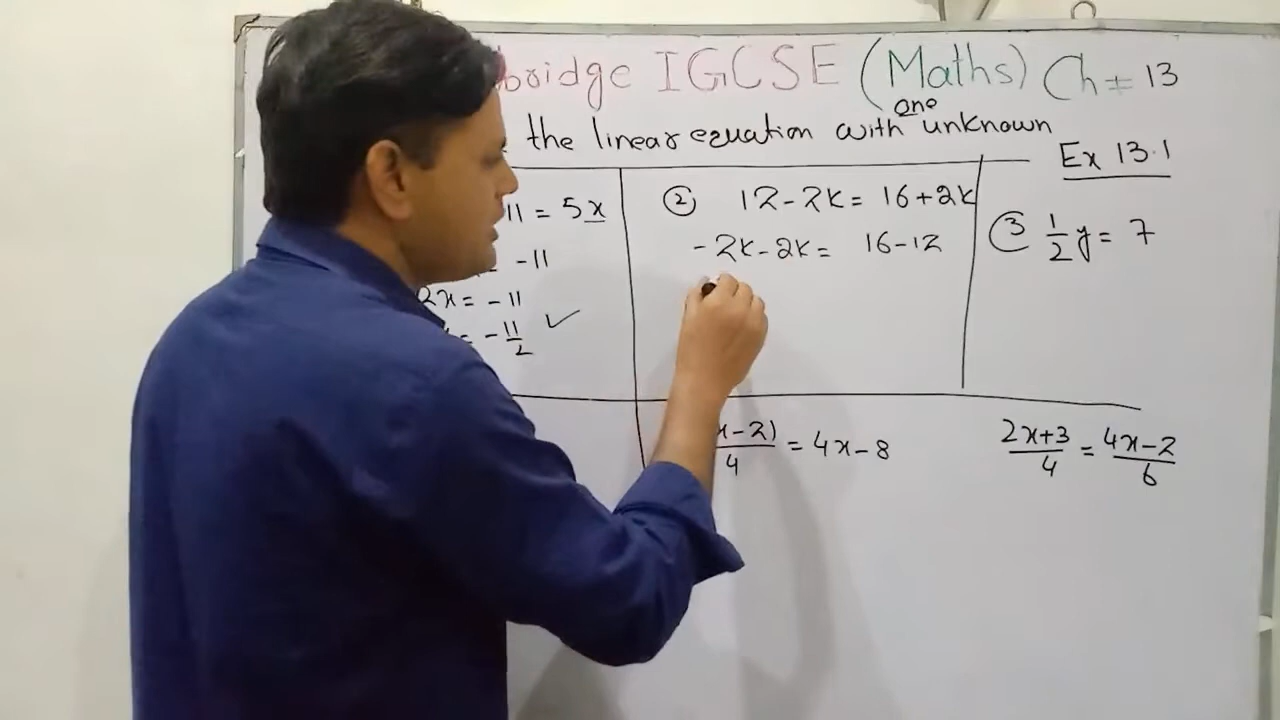 bridge IGCSE (Maths) Ch = 13
the linear equation with one unknown
Ex 13.1
11 = 5x
= -11
2x = -11
= -11/2 ✓
② 12-2k = 16+2k
-2k-2k = 16-12
③ 1/2 y = 7
x-2)/4 = 4x-8
2x+3/4 = 4x-2/6